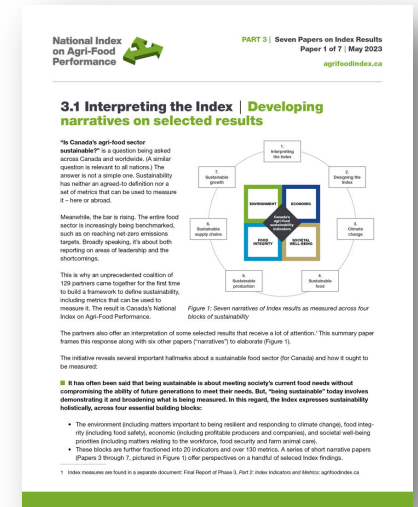 National Index
on Agri-Food
Performance
PART 3 | Seven Papers on Index Results
Paper 1 of 7 | May 2023
agrifoodindex.ca
3.1 Interpreting the Index | Developing
narratives on selected results
"Is Canada's agri-food sector
sustainable?" is a question being asked
across Canada and worldwide. (A similar
question is relevant to all nations.) The
answer is not a simple one. Sustainability
has neither an agreed-to definition nor a
set of metrics that can be used to measure
it – here or abroad.
Meanwhile, the bar is rising. The entire food
sector is increasingly being benchmarked,
such as on reaching net-zero emissions
targets. Broadly speaking, it's about both
reporting on areas of leadership and the
shortcomings.
This is why an unprecedented coalition of
129 partners came together for the first time
to build a framework to define sustainability,
including metrics that can be used to
measure it. The result is Canada's National
Index on Agri-Food Performance.
1.
Interpreting
the Index
2.
Designing the
Index
3.
Climate
change
4.
Sustainable
food
5.
Sustainable
production
6.
Sustainable
supply chains
7.
Sustainable
growth
ENVIRONMENT
ECONOMIC
Canada's
agri-food
sustainability
indicators
FOOD
INTEGRITY
SOCIETAL
WELL-BEING
Figure 1: Seven narratives of Index results as measured across four
blocks of sustainability
The partners also offer an interpretation of some selected results that receive a lot of attention.¹ This summary paper
frames this response along with six other papers ("narratives") to elaborate (Figure 1).
The initiative reveals several important hallmarks about a sustainable food sector (for Canada) and how it ought to
be measured:
■ It has often been said that being sustainable is about meeting society's current food needs without
compromising the ability of future generations to meet their needs. But, "being sustainable" today involves
demonstrating it and broadening what is being measured. In this regard, the Index expresses sustainability
holistically, across four essential building blocks:
• The environment (including matters important to being resilient and responding to climate change), food integ-
rity (including food safety), economic (including profitable producers and companies), and societal well-being
priorities (including matters relating to the workforce, food security and farm animal care).
• These blocks are further fractioned into 20 indicators and over 130 metrics. A series of short narrative papers
(Papers 3 through 7, pictured in Figure 1) offer perspectives on a handful of selected Index findings.
1 Index measures are found in a separate document: Final Report of Phase 3, Part 2: Index Indicators and Metrics: agrifoodindex.ca